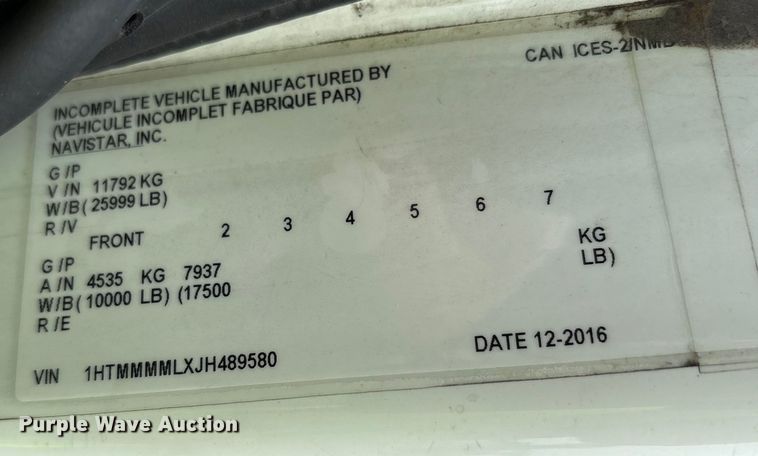 CAN ICES-2/NMB
INCOMPLETE VEHICLE MANUFACTURED BY
(VEHICULE INCOMPLET FABRIQUE PAR)
NAVISTAR, INC.
G /P
V /N 11792 KG
W/B( 25999 LB)
R /V
FRONT 2 3 4 5 6 7
G /P
A /N 4535 KG 7937 KG
W/B( 10000 LB) (17500 LB)
R /E
VIN 1HTMMMMLXJH489580 DATE 12-2016
Purple Wave Auction